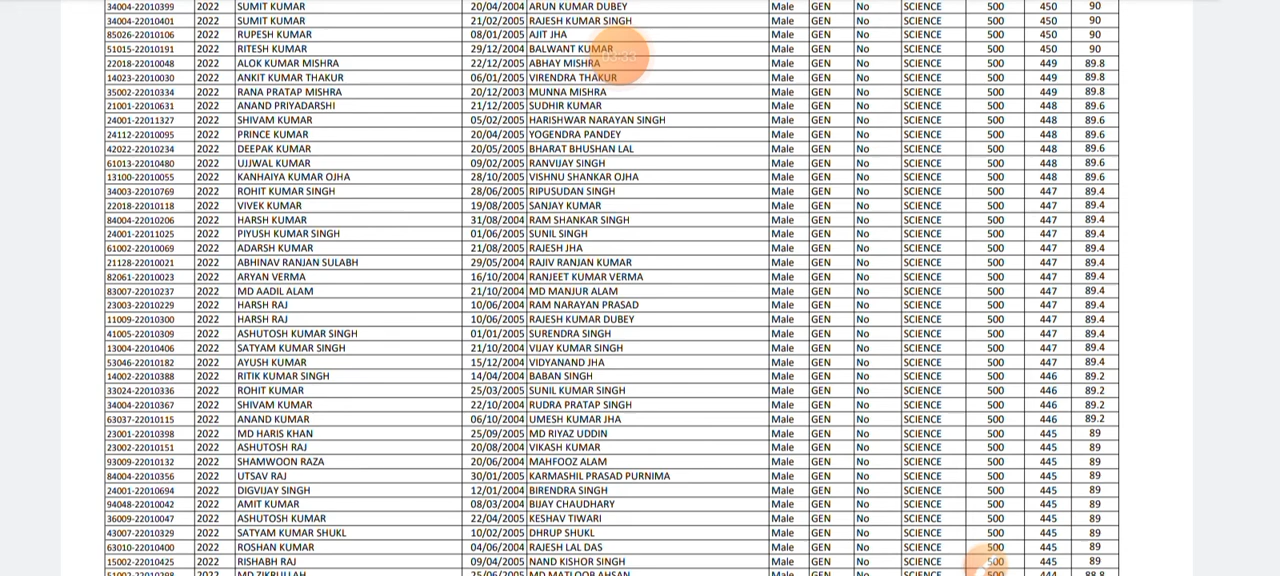 34004-22010399 2022 SUMIT KUMAR 20/04/2004 ARUN KUMAR DUBEY Male GEN No SCIENCE 500 450 90
34004-22010401 2022 SUMIT KUMAR 21/02/2005 RAJESH KUMAR SINGH Male GEN No SCIENCE 500 450 90
85026-22010106 2022 RUPESH KUMAR 08/01/2005 AJIT JHA Male GEN No SCIENCE 500 450 90
51015-22010191 2022 RITESH KUMAR 29/12/2004 BALWANT KUMAR Male GEN No SCIENCE 500 450 90
03:33
22018-22010048 2022 ALOK KUMAR MISHRA 22/12/2005 ABHAY MISHRA Male GEN No SCIENCE 500 449 89.8
14023-22010030 2022 ANKIT KUMAR THAKUR 06/01/2005 VIRENDRA THAKUR Male GEN No SCIENCE 500 449 89.8
35002-22010334 2022 RANA PRATAP MISHRA 20/12/2003 MUNNA MISHRA Male GEN No SCIENCE 500 449 89.8
21001-22010631 2022 ANAND PRIYADARSHI 21/12/2005 SUDHIR KUMAR Male GEN No SCIENCE 500 448 89.6
24001-22011327 2022 SHIVAM KUMAR 05/02/2005 HARISHWAR NARAYAN SINGH Male GEN No SCIENCE 500 448 89.6
24112-22010095 2022 PRINCE KUMAR 20/04/2005 YOGENDRA PANDEY Male GEN No SCIENCE 500 448 89.6
42022-22010234 2022 DEEPAK KUMAR 20/05/2005 BHARAT BHUSHAN LAL Male GEN No SCIENCE 500 448 89.6
61013-22010480 2022 UJJWAL KUMAR 09/02/2005 RANVIJAY SINGH Male GEN No SCIENCE 500 448 89.6
13100-22010055 2022 KANHAIYA KUMAR OJHA 28/10/2005 VISHNU SHANKAR OJHA Male GEN No SCIENCE 500 448 89.6
34003-22010769 2022 ROHIT KUMAR SINGH 28/06/2005 RIPUSUDAN SINGH Male GEN No SCIENCE 500 447 89.4
22018-22010118 2022 VIVEK KUMAR 19/08/2005 SANJAY KUMAR Male GEN No SCIENCE 500 447 89.4
84004-22010206 2022 HARSH KUMAR 31/08/2004 RAM SHANKAR SINGH Male GEN No SCIENCE 500 447 89.4
24001-22011025 2022 PIYUSH KUMAR SINGH 01/06/2005 SUNIL SINGH Male GEN No SCIENCE 500 447 89.4
61002-22010069 2022 ADARSH KUMAR 21/08/2005 RAJESH JHA Male GEN No SCIENCE 500 447 89.4
21128-22010021 2022 ABHINAV RANJAN SULABH 29/05/2004 RAJIV RANJAN KUMAR Male GEN No SCIENCE 500 447 89.4
82061-22010023 2022 ARYAN VERMA 16/10/2004 RANJEET KUMAR VERMA Male GEN No SCIENCE 500 447 89.4
83007-22010237 2022 MD AADIL ALAM 21/10/2004 MD MANJUR ALAM Male GEN No SCIENCE 500 447 89.4
23003-22010229 2022 HARSH RAJ 10/06/2004 RAM NARAYAN PRASAD Male GEN No SCIENCE 500 447 89.4
11009-22010300 2022 HARSH RAJ 10/06/2005 RAJESH KUMAR DUBEY Male GEN No SCIENCE 500 447 89.4
41005-22010309 2022 ASHUTOSH KUMAR SINGH 01/01/2005 SURENDRA SINGH Male GEN No SCIENCE 500 447 89.4
13004-22010406 2022 SATYAM KUMAR SINGH 21/10/2004 VIJAY KUMAR SINGH Male GEN No SCIENCE 500 447 89.4
53046-22010182 2022 AYUSH KUMAR 15/12/2004 VIDYANAND JHA Male GEN No SCIENCE 500 447 89.4
14002-22010388 2022 RITIK KUMAR SINGH 14/04/2004 BABAN SINGH Male GEN No SCIENCE 500 446 89.2
33024-22010336 2022 ROHIT KUMAR 25/03/2005 SUNIL KUMAR SINGH Male GEN No SCIENCE 500 446 89.2
34004-22010367 2022 SHIVAM KUMAR 22/10/2004 RUDRA PRATAP SINGH Male GEN No SCIENCE 500 446 89.2
63037-22010115 2022 ANAND KUMAR 06/10/2004 UMESH KUMAR JHA Male GEN No SCIENCE 500 446 89.2
23001-22010398 2022 MD HARIS KHAN 25/09/2005 MD RIYAZ UDDIN Male GEN No SCIENCE 500 445 89
23002-22010151 2022 ASHUTOSH RAJ 20/08/2004 VIKASH KUMAR Male GEN No SCIENCE 500 445 89
93009-22010132 2022 SHAMWOON RAZA 20/06/2004 MAHFOOZ ALAM Male GEN No SCIENCE 500 445 89
84004-22010356 2022 UTSAV RAJ 30/01/2005 KARMASHIL PRASAD PURNIMA Male GEN No SCIENCE 500 445 89
24001-22010694 2022 DIGVIJAY SINGH 12/01/2004 BIRENDRA SINGH Male GEN No SCIENCE 500 445 89
94048-22010042 2022 AMIT KUMAR 08/03/2004 BIJAY CHAUDHARY Male GEN No SCIENCE 500 445 89
36009-22010047 2022 ASHUTOSH KUMAR 22/04/2005 KESHAV TIWARI Male GEN No SCIENCE 500 445 89
43007-22010329 2022 SATYAM KUMAR SHUKL 10/02/2005 DHRUP SHUKL Male GEN No SCIENCE 500 445 89
63010-22010400 2022 ROSHAN KUMAR 04/06/2004 RAJESH LAL DAS Male GEN No SCIENCE 500 445 89
15002-22010425 2022 RISHABH RAJ 09/04/2005 NAND KISHOR SINGH Male GEN No SCIENCE 500 445 89
2022 MD ZIKRULLAH 25/06/2005 MD MATLOOB AHSAN Male GEN No SCIENCE 500 444 88.8